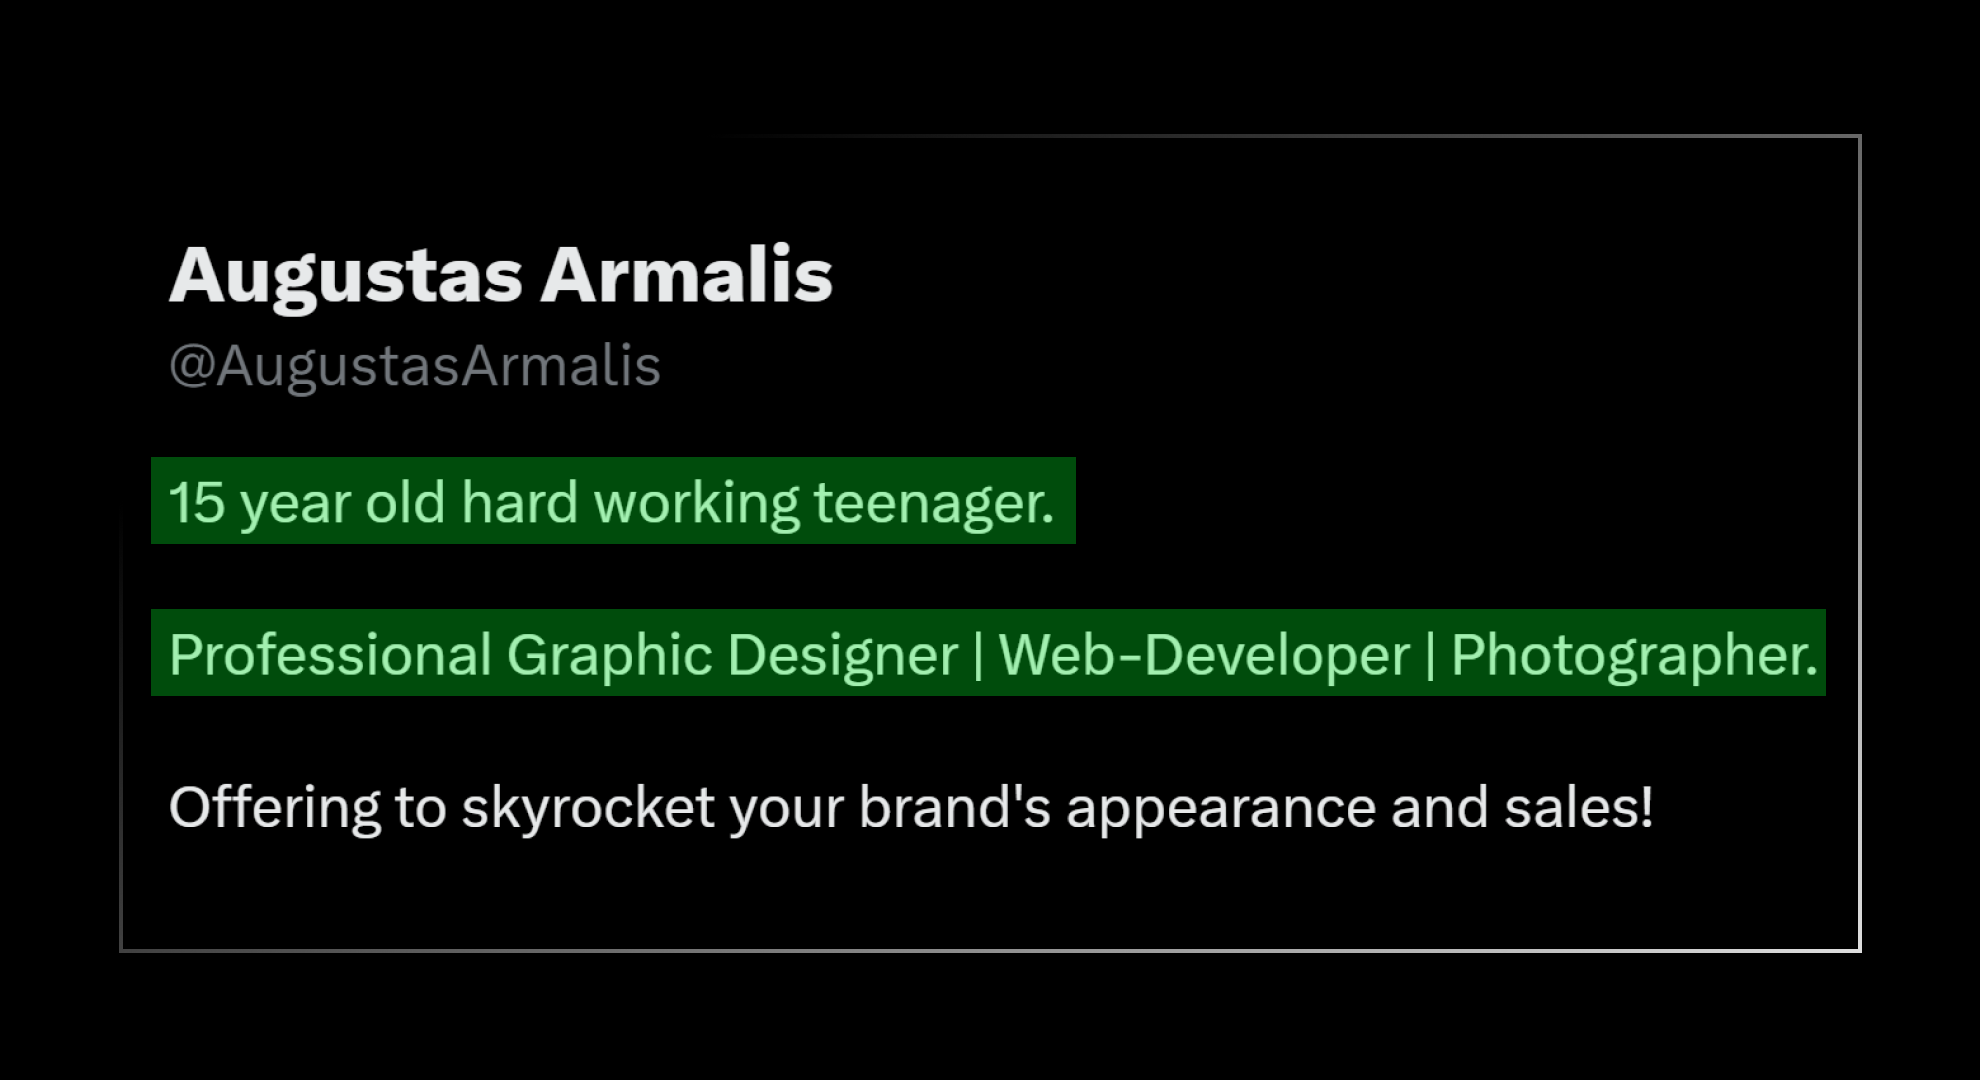 Augustas Armalis
@AugustasArmalis
15 year old hard working teenager.
Professional Graphic Designer | Web-Developer | Photographer.
Offering to skyrocket your brand's appearance and sales!